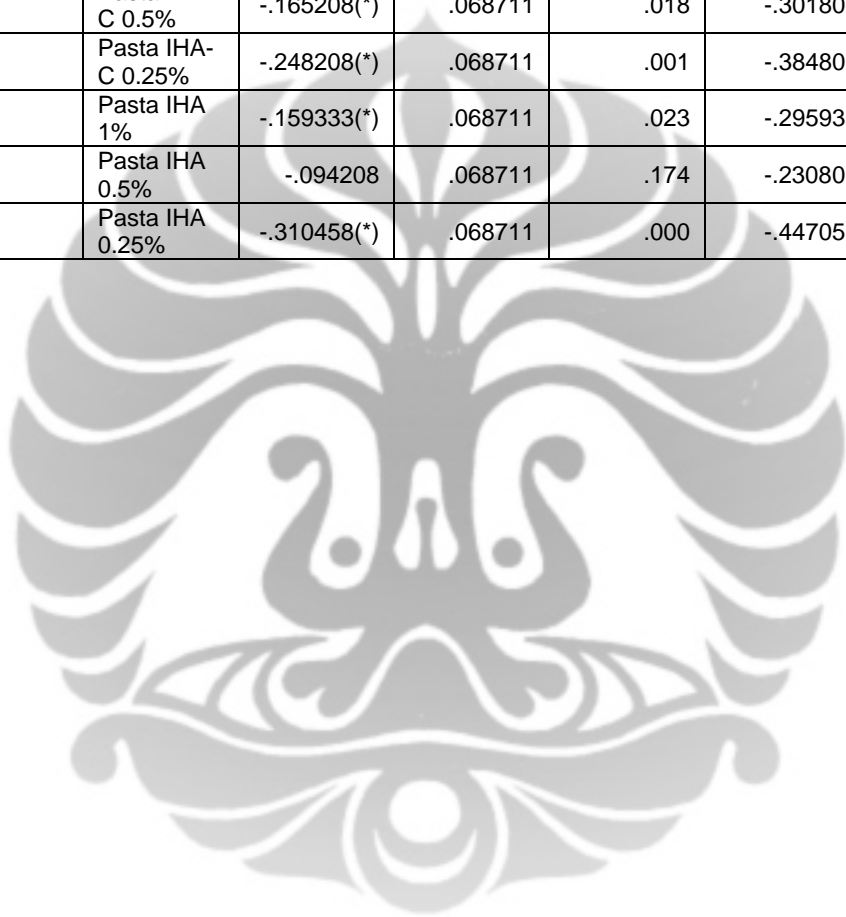 C 0.5% -.165208(*) .068711 .018 -.30180
Pasta IHA-
C 0.25% -.248208(*) .068711 .001 -.38480
Pasta IHA
1% -.159333(*) .068711 .023 -.29593
Pasta IHA
0.5% -.094208 .068711 .174 -.23080
Pasta IHA
0.25% -.310458(*) .068711 .000 -.44705